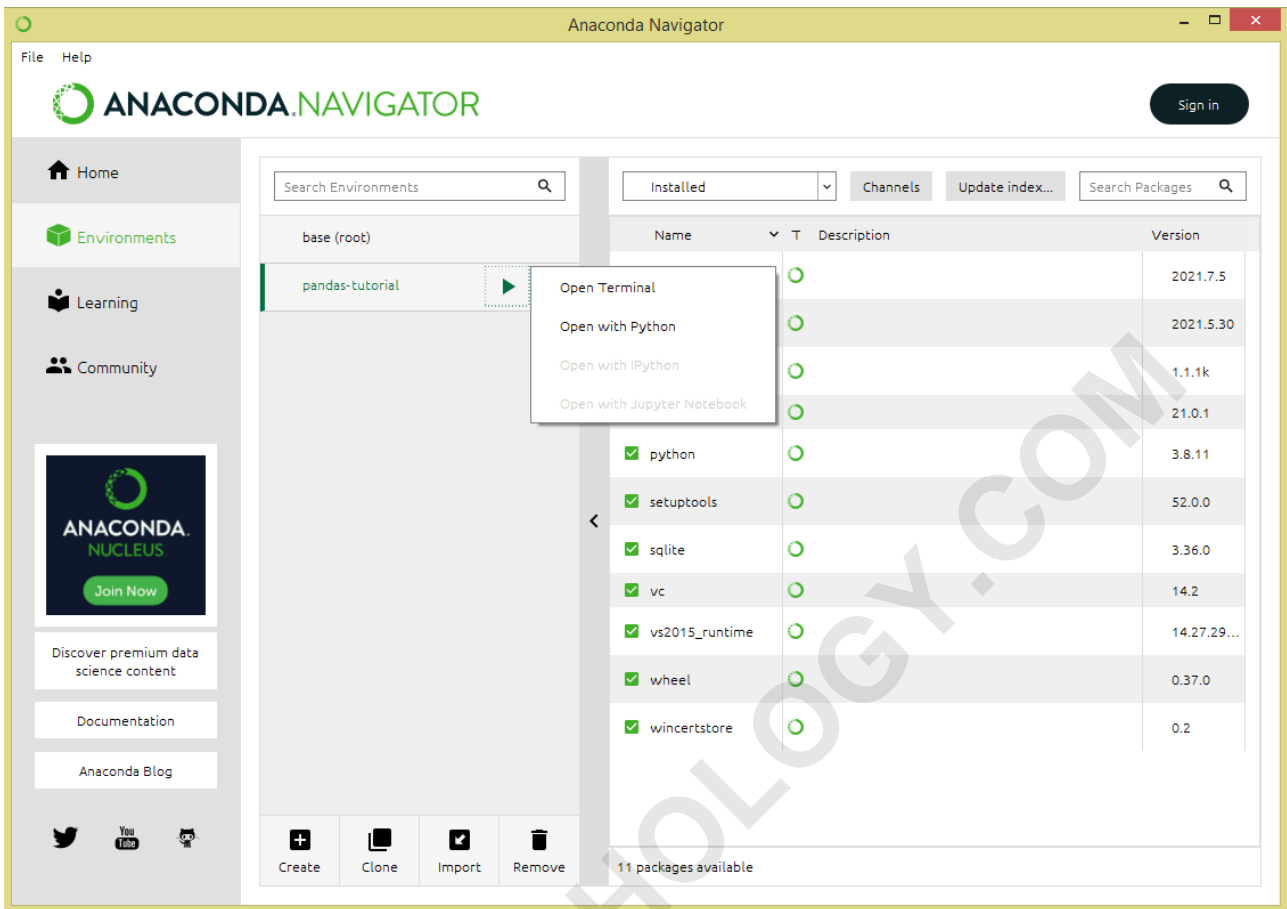 Anaconda Navigator
File Help
ANACONDA.NAVIGATOR
Sign in
Home
Environments
Learning
Community
ANACONDA.
NUCLEUS
Join Now
Discover premium data
science content
Documentation
Anaconda Blog
You
Tube
Search Environments
base (root)
pandas-tutorial
Open Terminal
Open with Python
Open with IPython
Open with Jupyter Notebook
Create Clone Import Remove
Installed Channels Update index... Search Packages
Name T Description Version
2021.7.5
2021.5.30
1.1.1k
21.0.1
python 3.8.11
setuptools 52.0.0
sqlite 3.36.0
vc 14.2
vs2015_runtime 14.27.29...
wheel 0.37.0
wincertstore 0.2
11 packages available
HOLOGY.COM